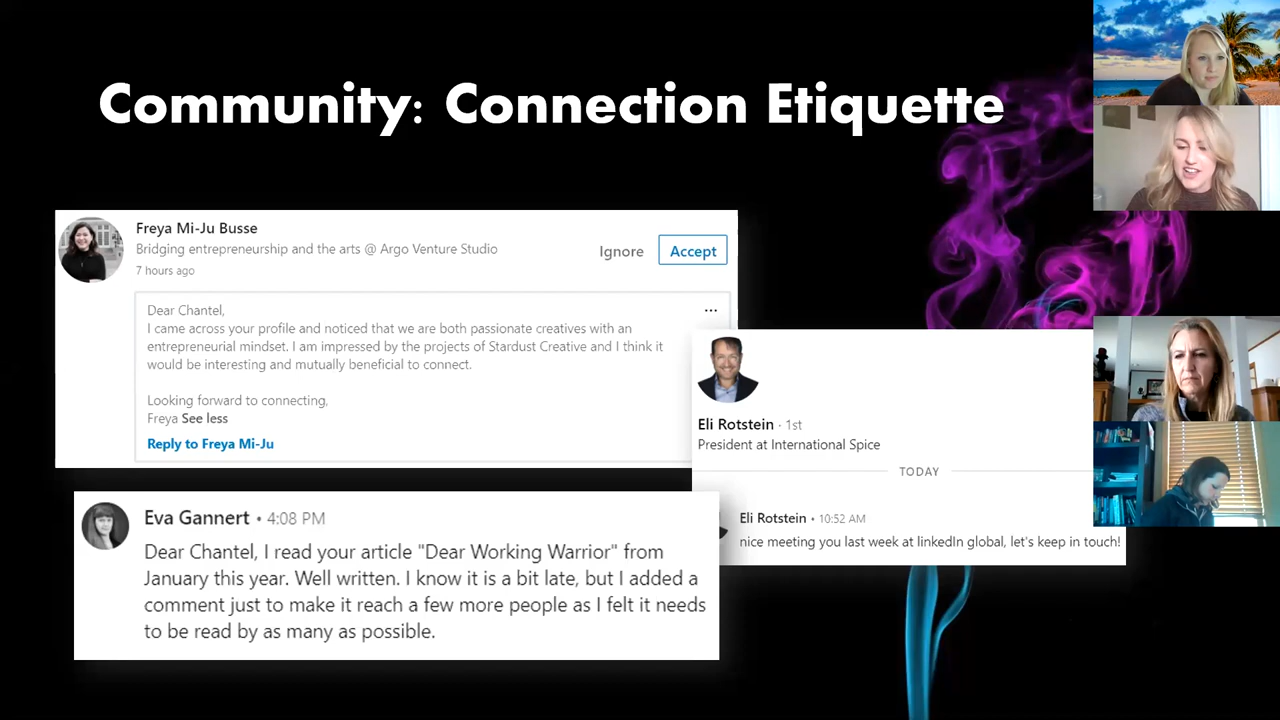 Community: Connection Etiquette
Freya Mi-Ju Busse
Bridging entrepreneurship and the arts @ Argo Venture Studio
7 hours ago
Ignore
Accept
Dear Chantel,
...
I came across your profile and noticed that we are both passionate creatives with an
entrepreneurial mindset. I am impressed by the projects of Stardust Creative and I think it
would be interesting and mutually beneficial to connect.
Looking forward to connecting,
Freya See less
Reply to Freya Mi-Ju
Eli Rotstein · 1st
President at International Spice
TODAY
Eli Rotstein • 10:52 AM
nice meeting you last week at linkedIn global, let's keep in touch!
Eva Gannert • 4:08 PM
Dear Chantel, I read your article "Dear Working Warrior" from
January this year. Well written. I know it is a bit late, but I added a
comment just to make it reach a few more people as I felt it needs
to be read by as many as possible.